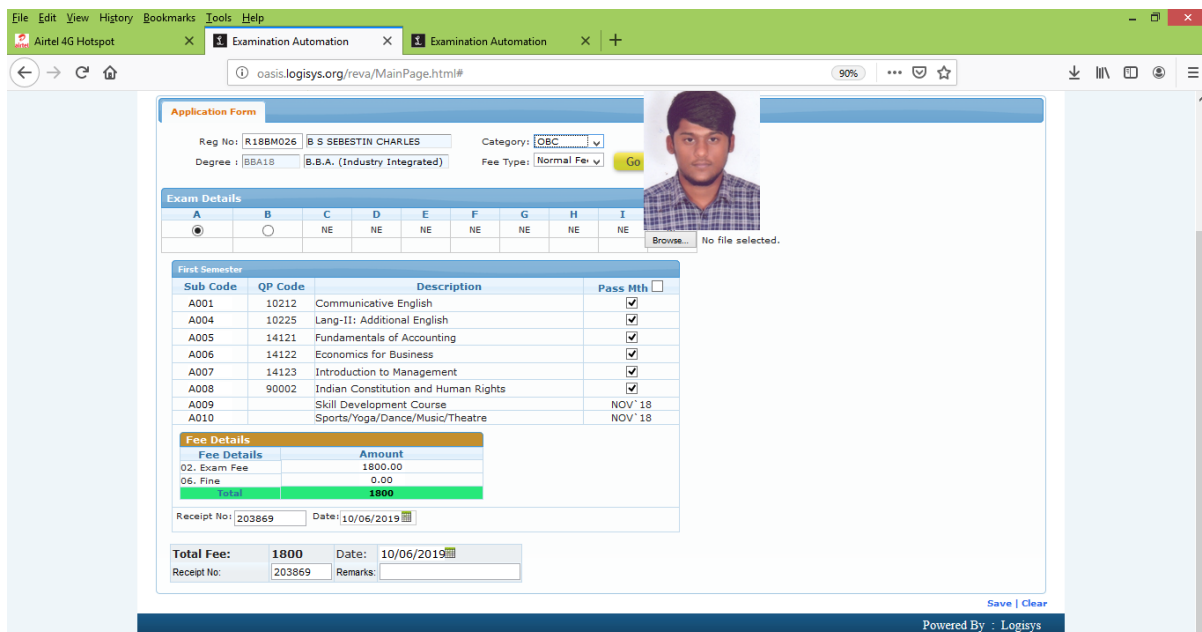 File Edit View History Bookmarks Tools Help
Airtel 4G Hotspot Examination Automation Examination Automation
oasis.logisys.org/reva/MainPage.html# 90%
Application Form
Reg No: R18BM026 B S SEBESTIN CHARLES Category: OBC
Degree : BBA18 B.B.A. (Industry Integrated) Fee Type: Normal Fe Go
Exam Details
A B C D E F G H I
NE NE NE NE NE NE NE
Browse... No file selected.
First Semester
Sub Code QP Code Description Pass Mth
A001 10212 Communicative English
A004 10225 Lang-II: Additional English
A005 14121 Fundamentals of Accounting
A006 14122 Economics for Business
A007 14123 Introduction to Management
A008 90002 Indian Constitution and Human Rights
A009 Skill Development Course NOV`18
A010 Sports/Yoga/Dance/Music/Theatre NOV`18
Fee Details
Fee Details Amount
02. Exam Fee 1800.00
06. Fine 0.00
Total 1800
Receipt No: 203869 Date: 10/06/2019
Total Fee: 1800 Date: 10/06/2019
Receipt No: 203869 Remarks:
Save | Clear
Powered By : Logisys